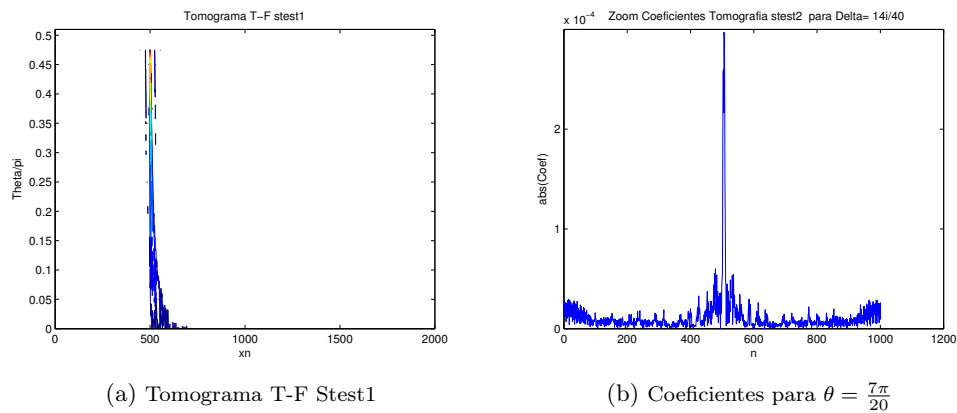 Tomograma T−F stest1
0.5
0.45
0.4
0.35
0.3
0.25
0.2
0.15
0.1
0.05
0
Theta/pi
0 500 1000 1500 2000
xn
(a) Tomograma T-F Stest1
x 10⁻⁴
Zoom Coeficientes Tomografia stest2 para Delta= 14i/40
2
1
0
abs(Coef)
0 200 400 600 800 1000 1200
n
(b) Coeficientes para θ = 7π/20